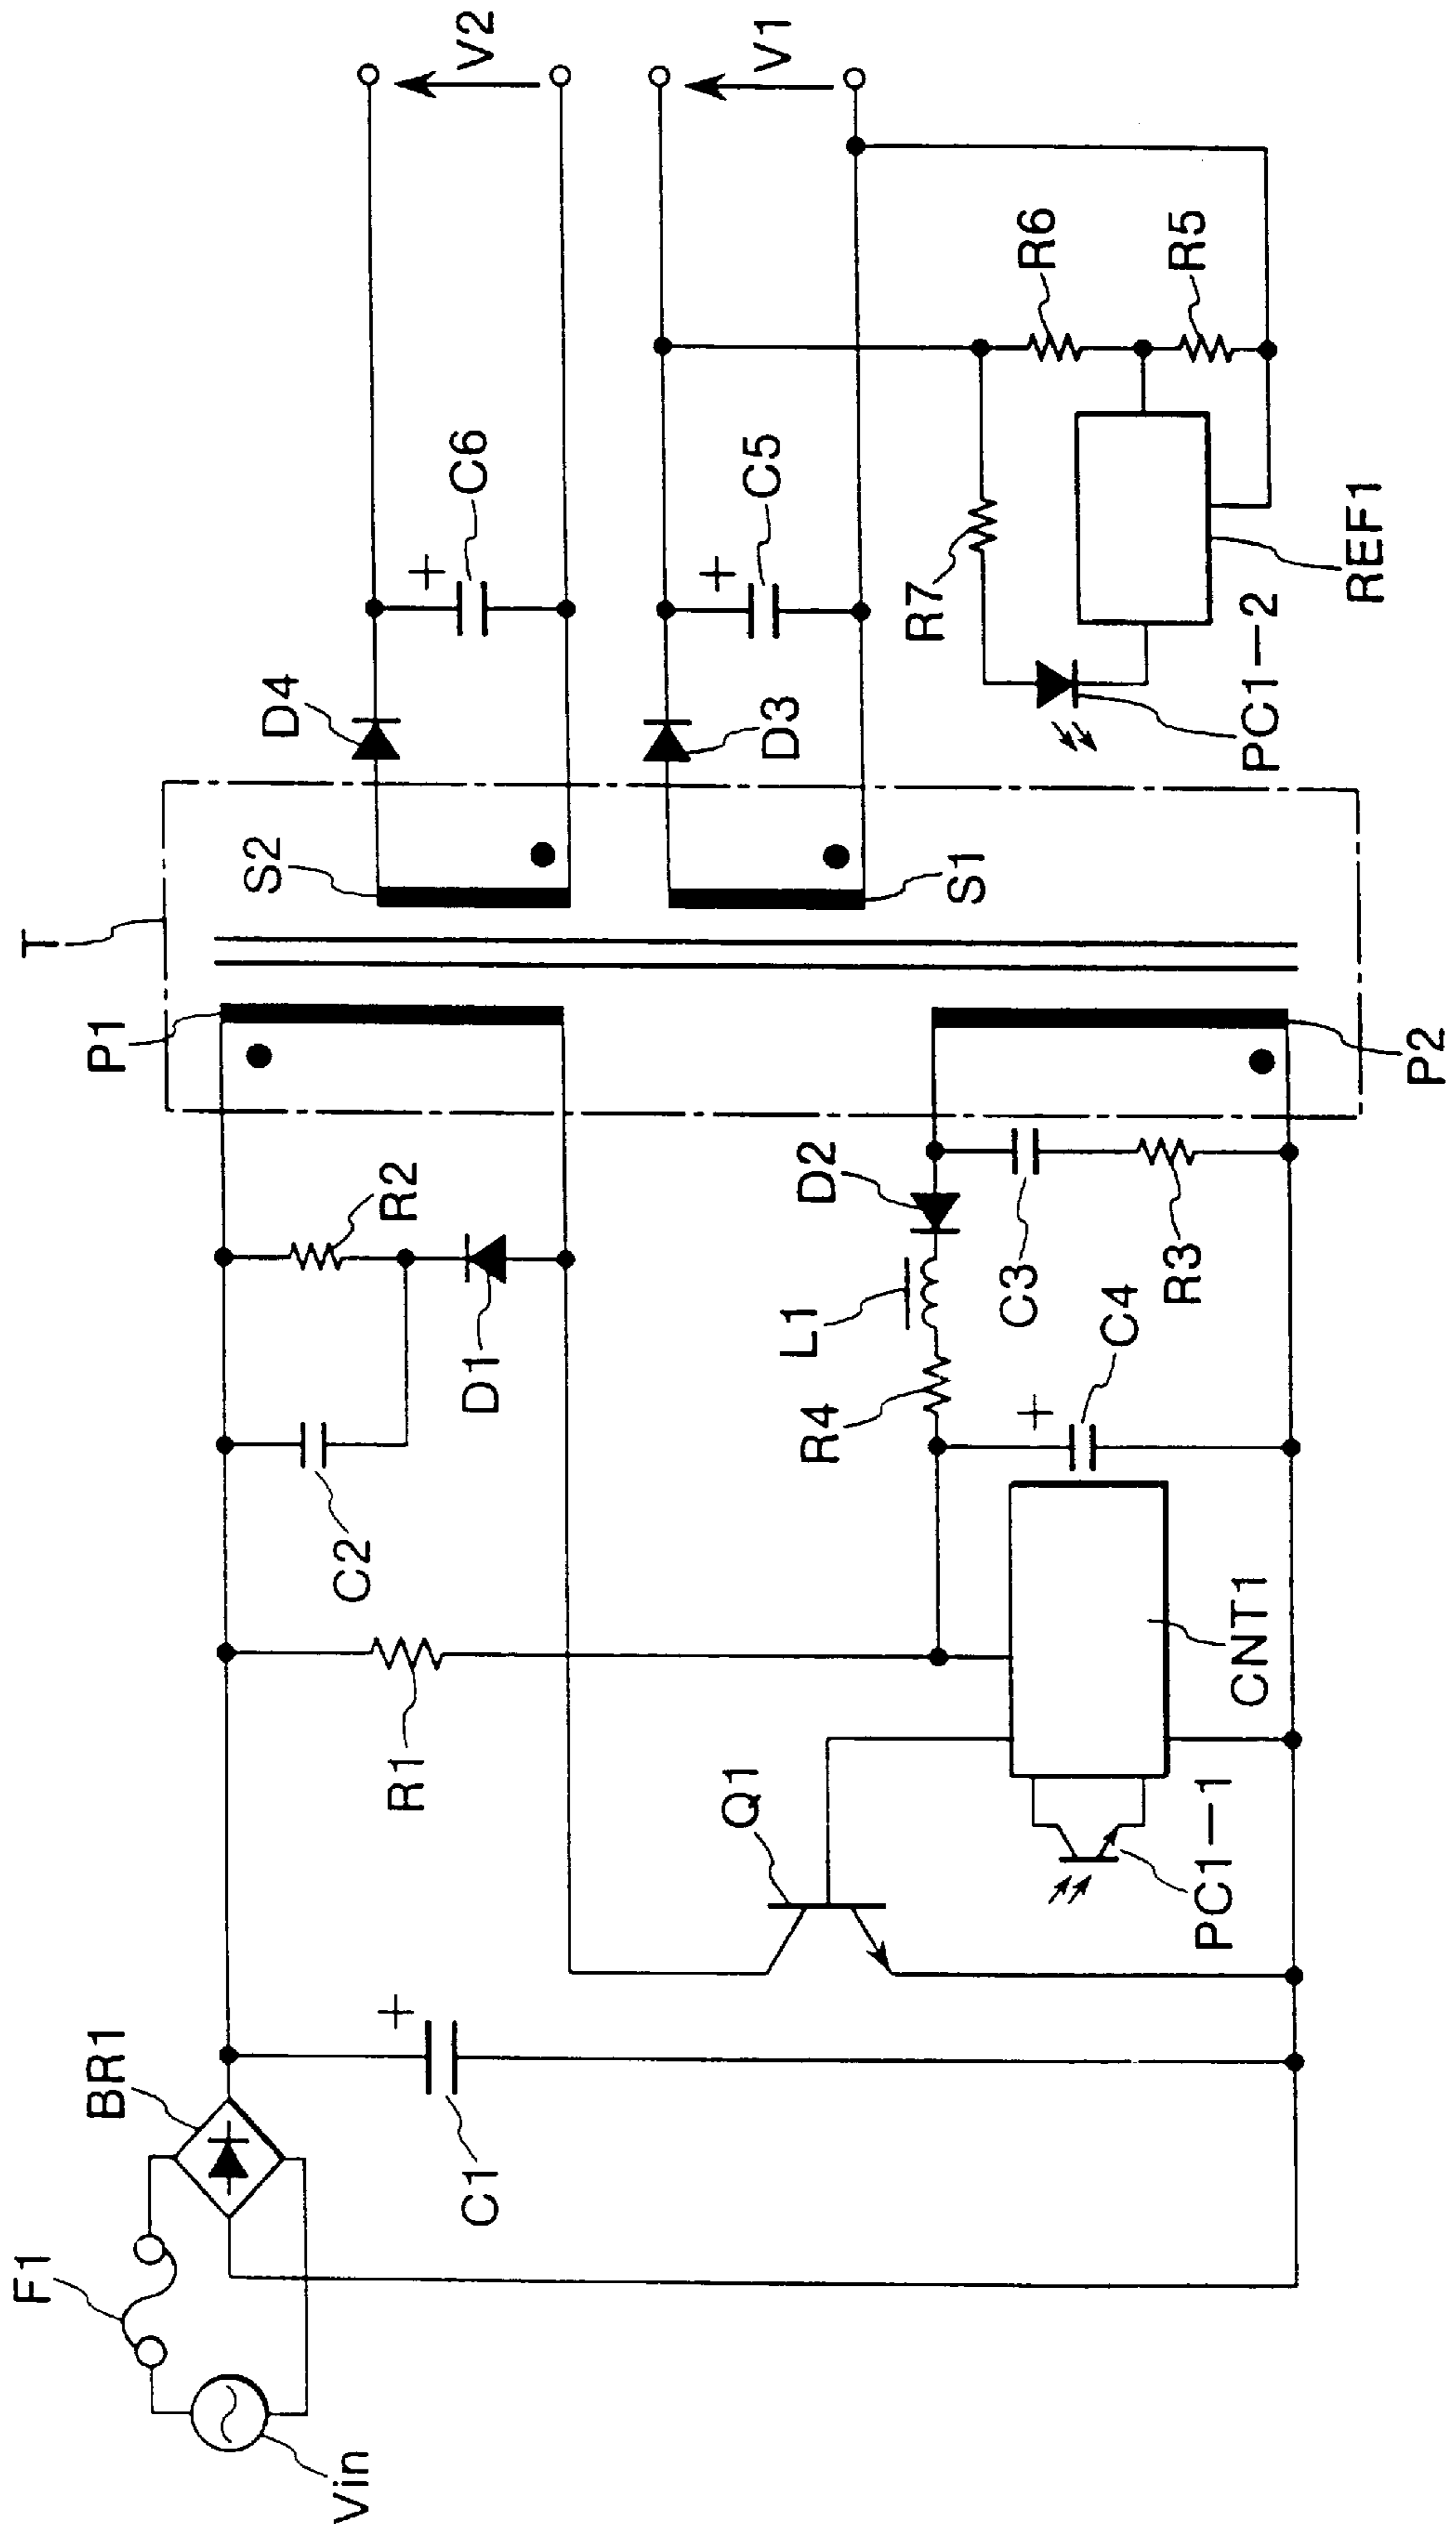 F1
Vin
BR1
C1
+
R1
C2
R2
D1
Q1
PC1-1
CNT1
R4
L1
D2
C3
R3
C4
+
P1
P2
T
S2
S1
D4
D3
C6
+
C5
+
R7
PC1-2
REF1
R6
R5
V2
V1